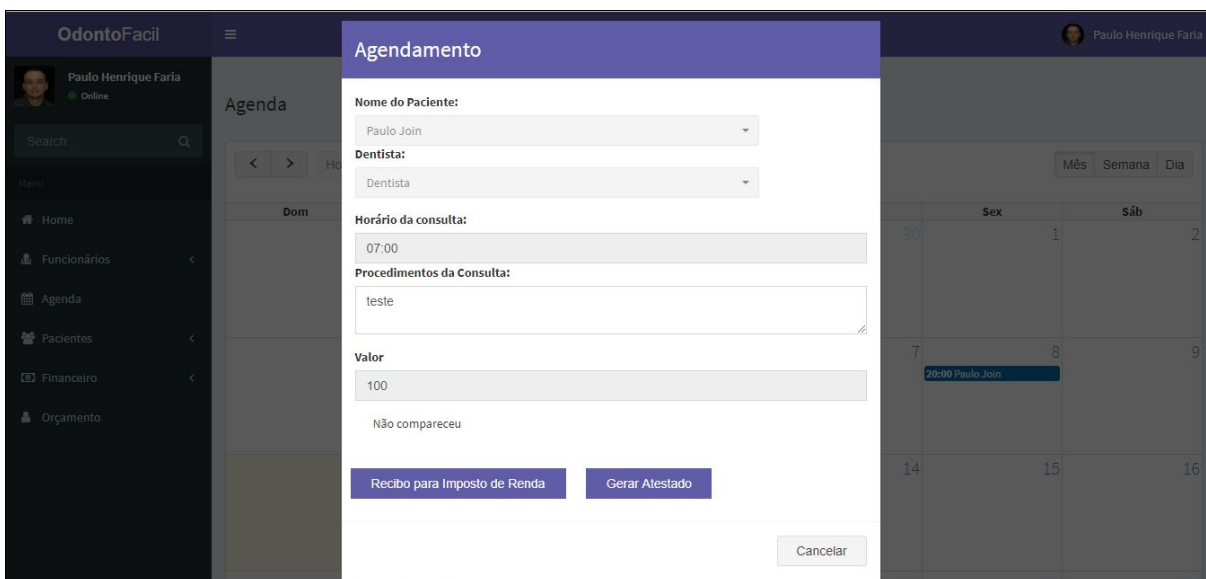 OdontoFacil
Paulo Henrique Faria
Paulo Henrique Faria
Online
Search...
Menu
Home
Funcionários
Agenda
Pacientes
Financeiro
Orçamento
Agenda
Ho
Mês Semana Dia
Dom Sex Sáb
30 1 2
7 8 9
20:00 Paulo Join
14 15 16
Agendamento
Nome do Paciente:
Paulo Join
Dentista:
Dentista
Horário da consulta:
07:00
Procedimentos da Consulta:
teste
Valor
100
Não compareceu
Recibo para Imposto de Renda Gerar Atestado
Cancelar